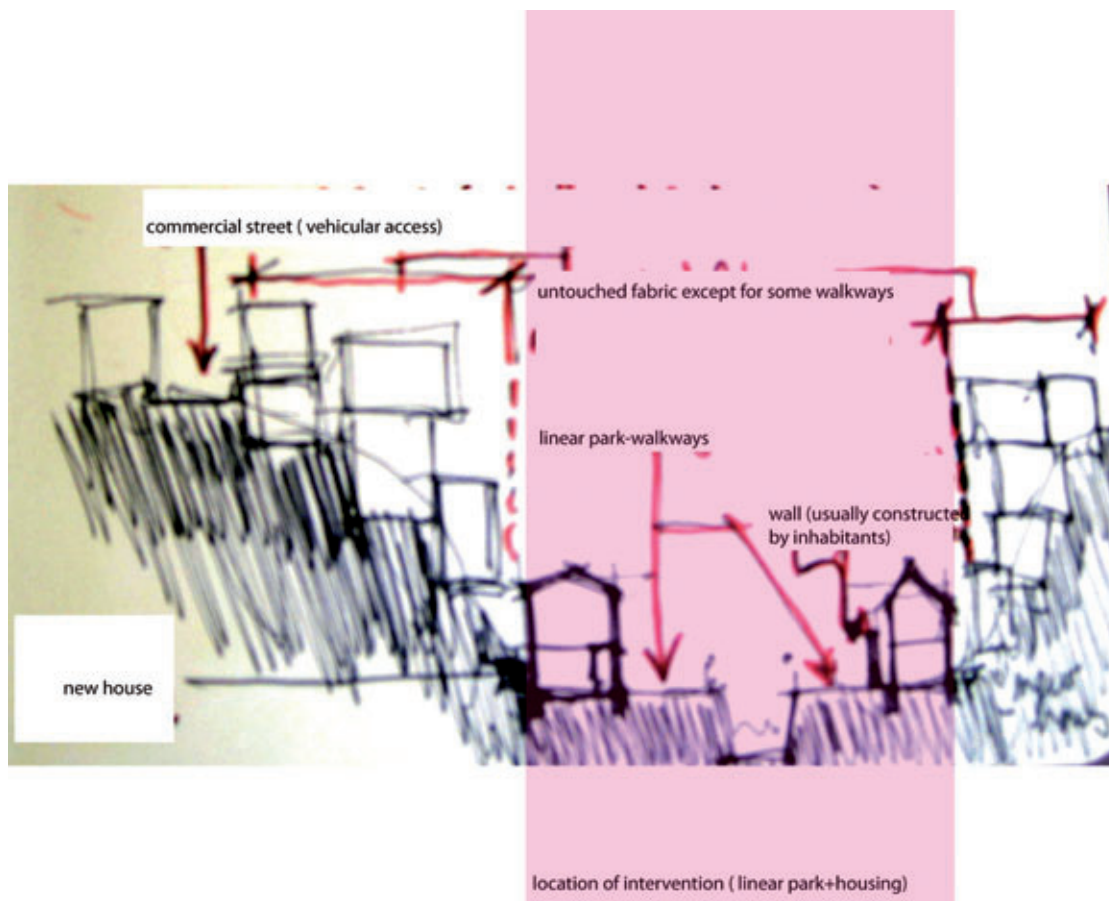 commercial street ( vehicular access)
untouched fabric except for some walkways
linear park-walkways
wall (usually constructed
by inhabitants)
new house
location of intervention ( linear park+housing)